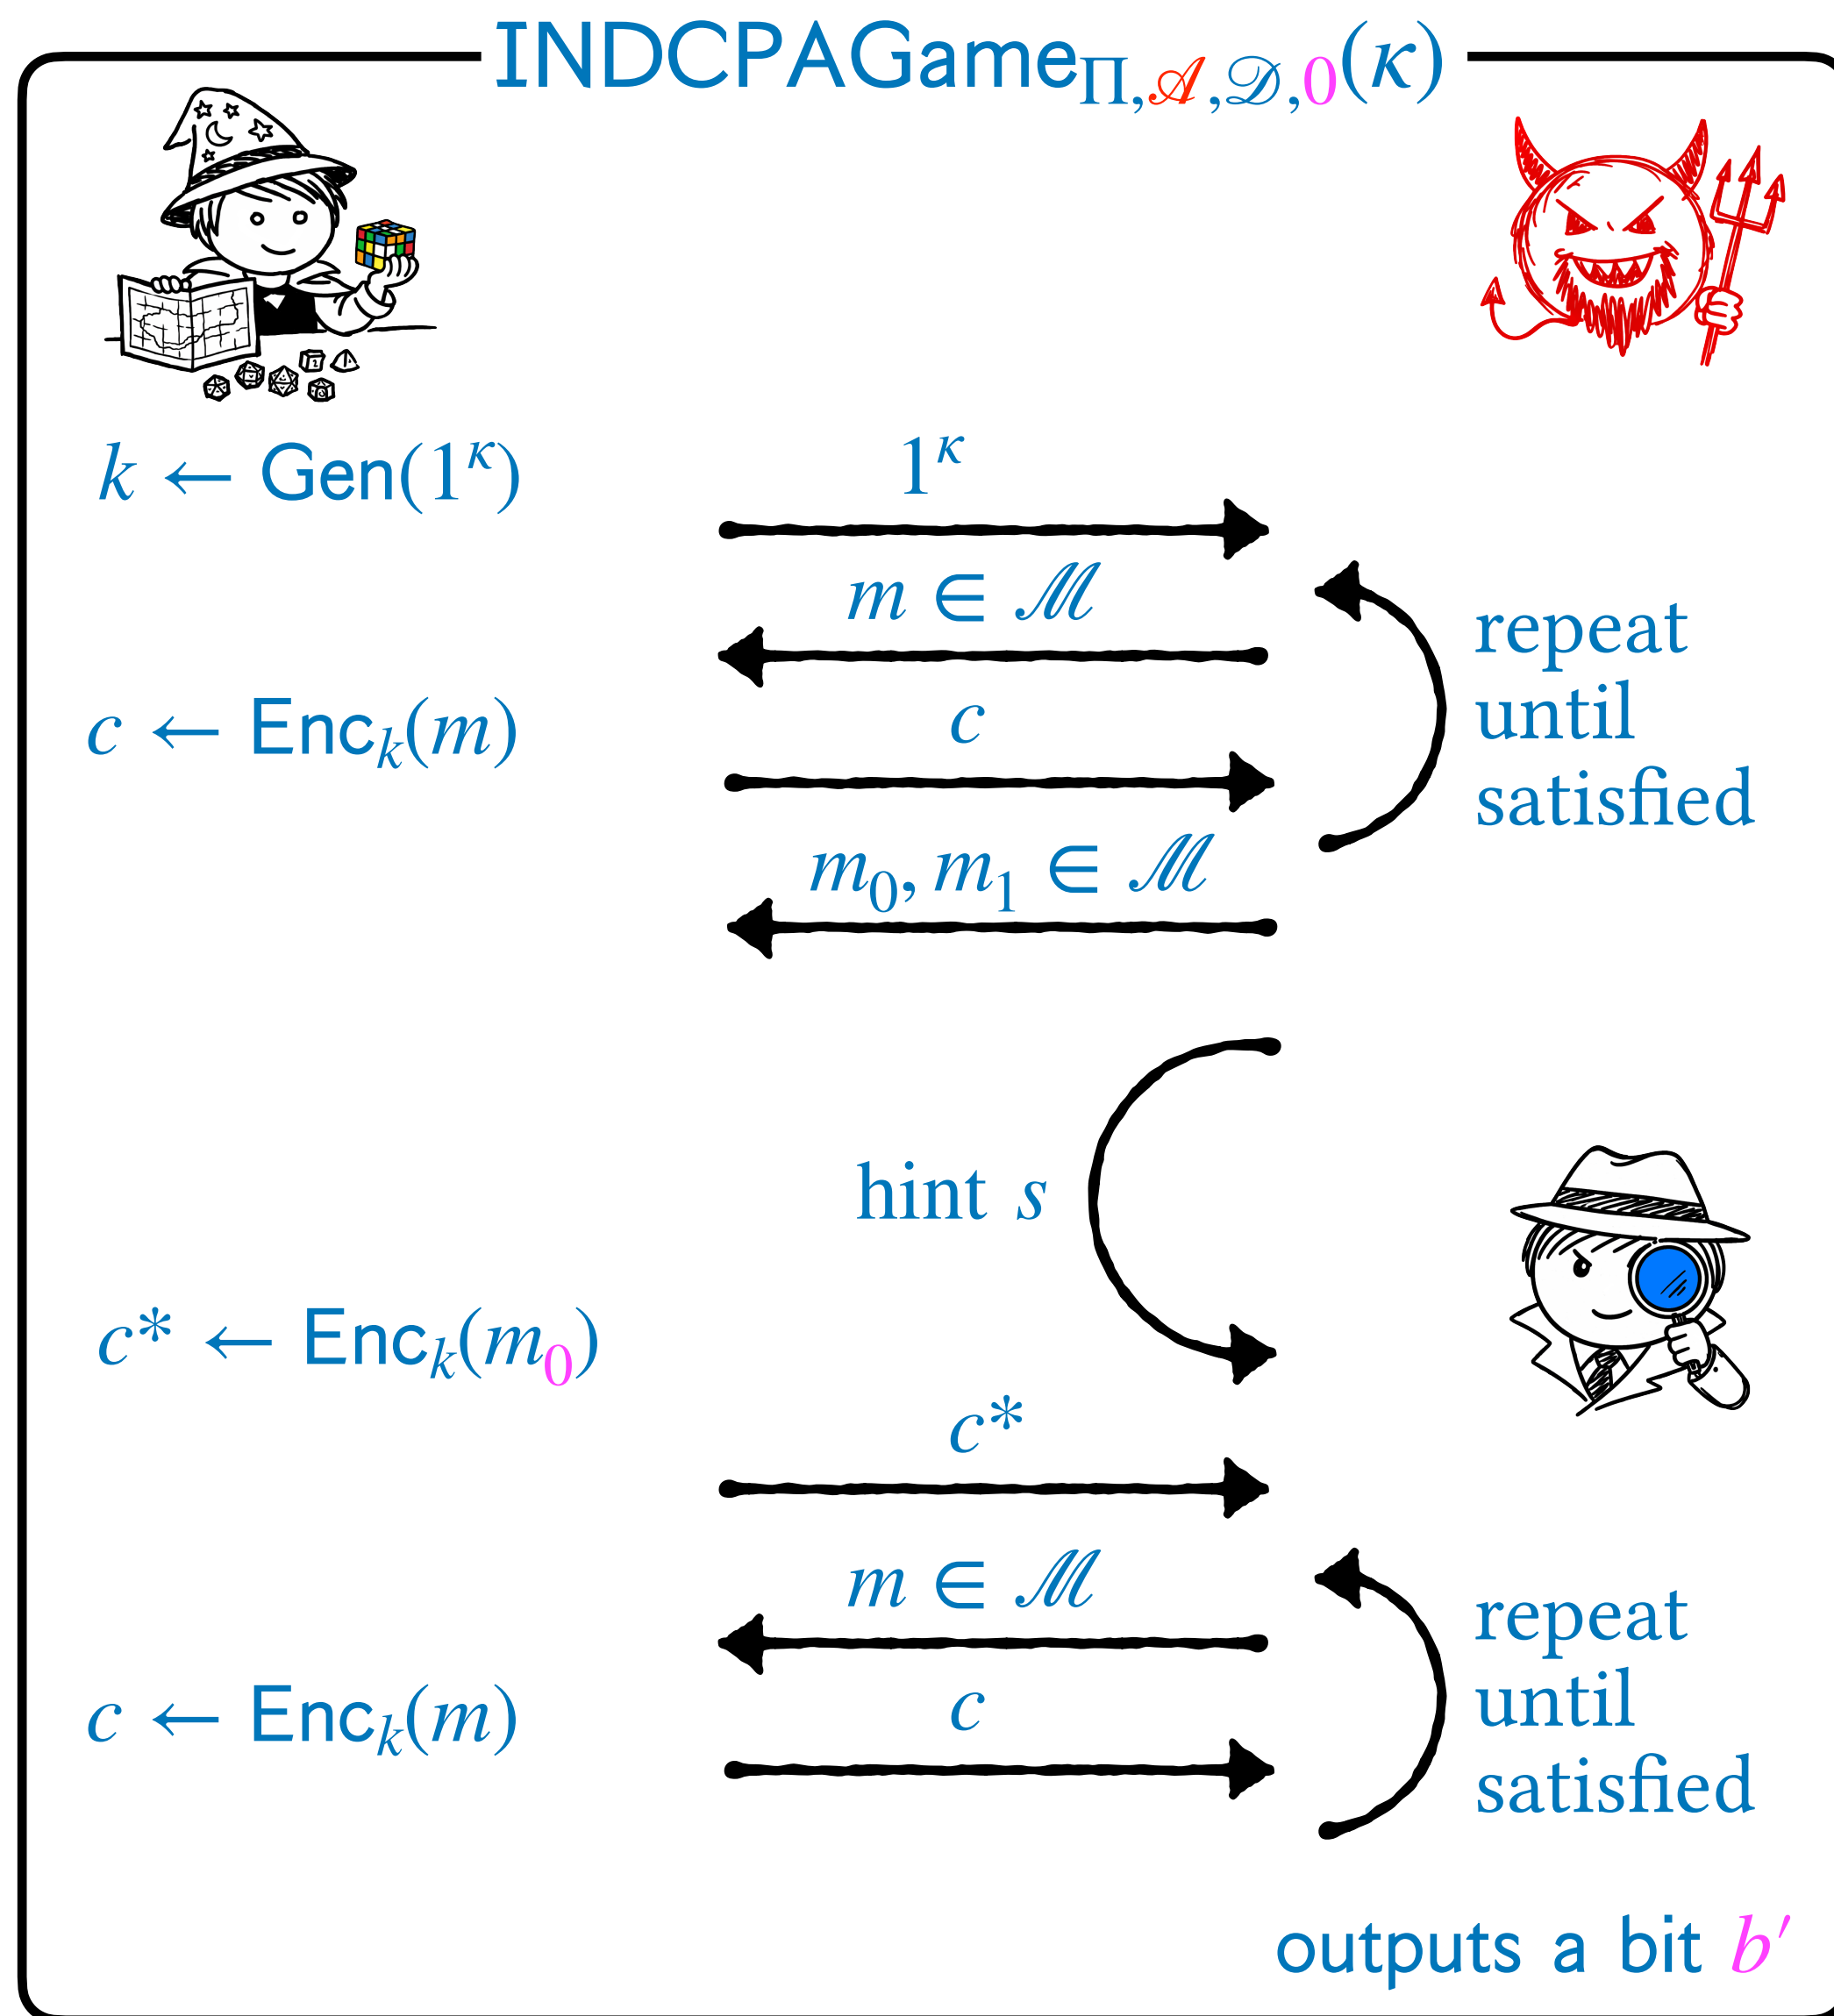 INDCPAGame_{Π,𝒜,𝒟,0}(κ)
k ← Gen(1^κ)
1^κ
m ∈ ℳ
repeat
until
satisfied
c ← Enc_k(m)
c
m_0, m_1 ∈ ℳ
hint s
c* ← Enc_k(m_0)
c*
m ∈ ℳ
repeat
until
satisfied
c ← Enc_k(m)
c
outputs a bit b′